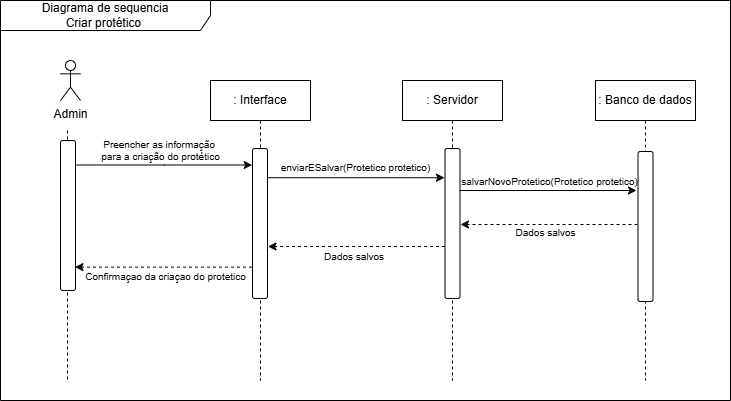 Diagrama de sequencia
Criar protético
Admin
: Interface
: Servidor
: Banco de dados
Preencher as informação
para a criação do protético
enviarESalvar(Protetico protetico)
salvarNovoProtetico(Protetico protetico)
Dados salvos
Dados salvos
Confirmaçao da criaçao do protetico